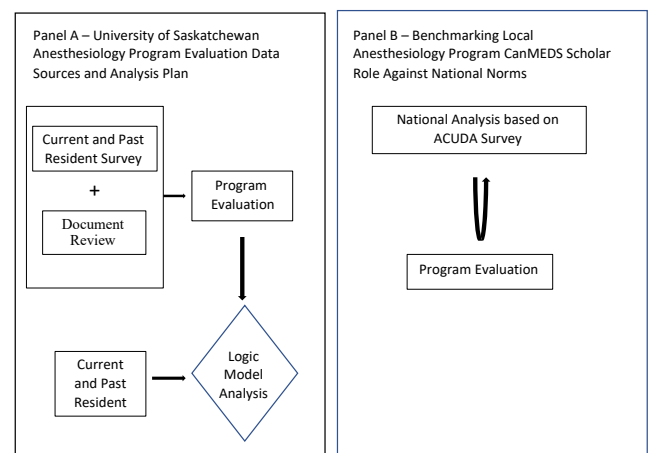 Panel A – University of Saskatchewan
Anesthesiology Program Evaluation Data
Sources and Analysis Plan
Current and Past
Resident Survey
+
Document
Review
Program
Evaluation
Current
and Past
Resident
Logic
Model
Analysis
Panel B – Benchmarking Local
Anesthesiology Program CanMEDS Scholar
Role Against National Norms
National Analysis based on
ACUDA Survey
Program Evaluation